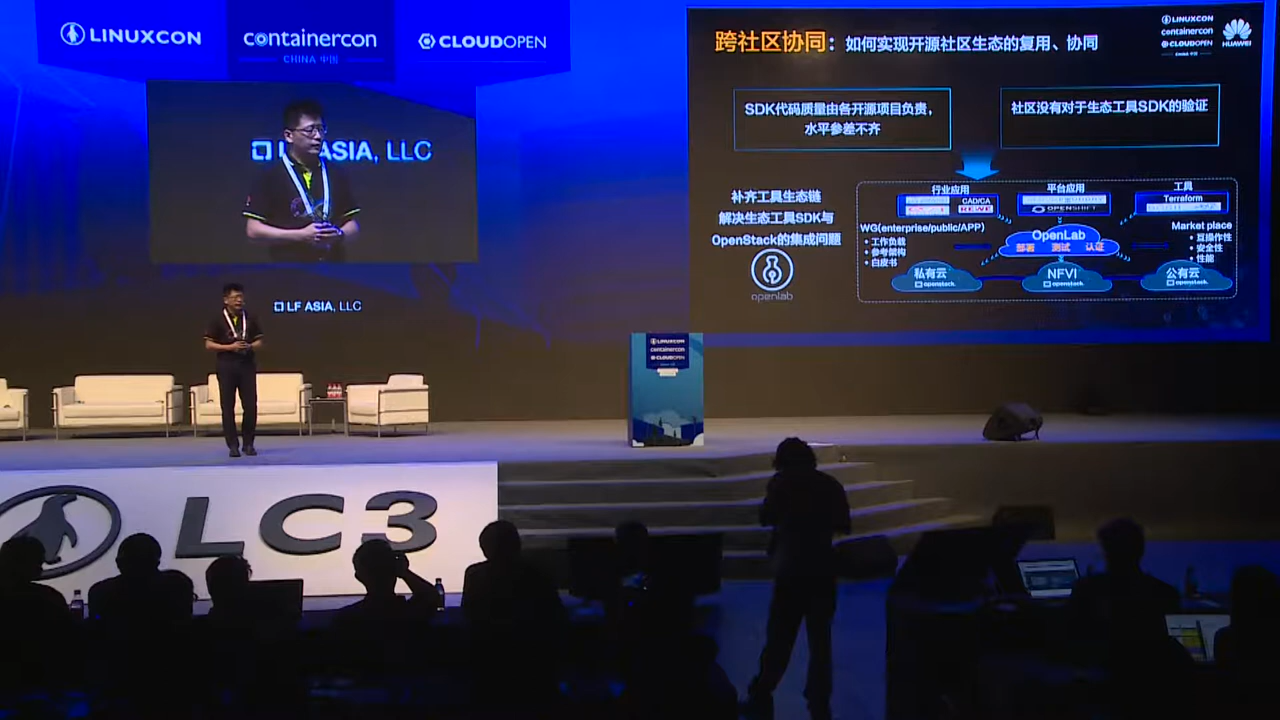 LINUXCON
containercon
CHINA 中国
CLOUDOPEN
LF ASIA, LLC
LF ASIA, LLC
LINUXCON
containercon
CLOUDOPEN
HUAWEI
跨社区协同：如何实现开源社区生态的复用、协同
SDK代码质量由各开源项目负责，
水平参差不齐
社区没有对于生态工具SDK的验证
补齐工具生态链
解决生态工具SDK与
OpenStack的集成问题
openlab
行业应用
CAD/CA
REWE
平台应用
OPENSHIFT
工具
Terraform
WG(enterprise/public/APP)
• 工作负载
• 参考架构
• 白皮书
OpenLab
部署 测试 认证
Market place
• 互操作性
• 安全性
• 性能
私有云
openstack.
NFVI
openstack.
公有云
openstack.
LINUXCON
containercon
CLOUDOPEN
LC3